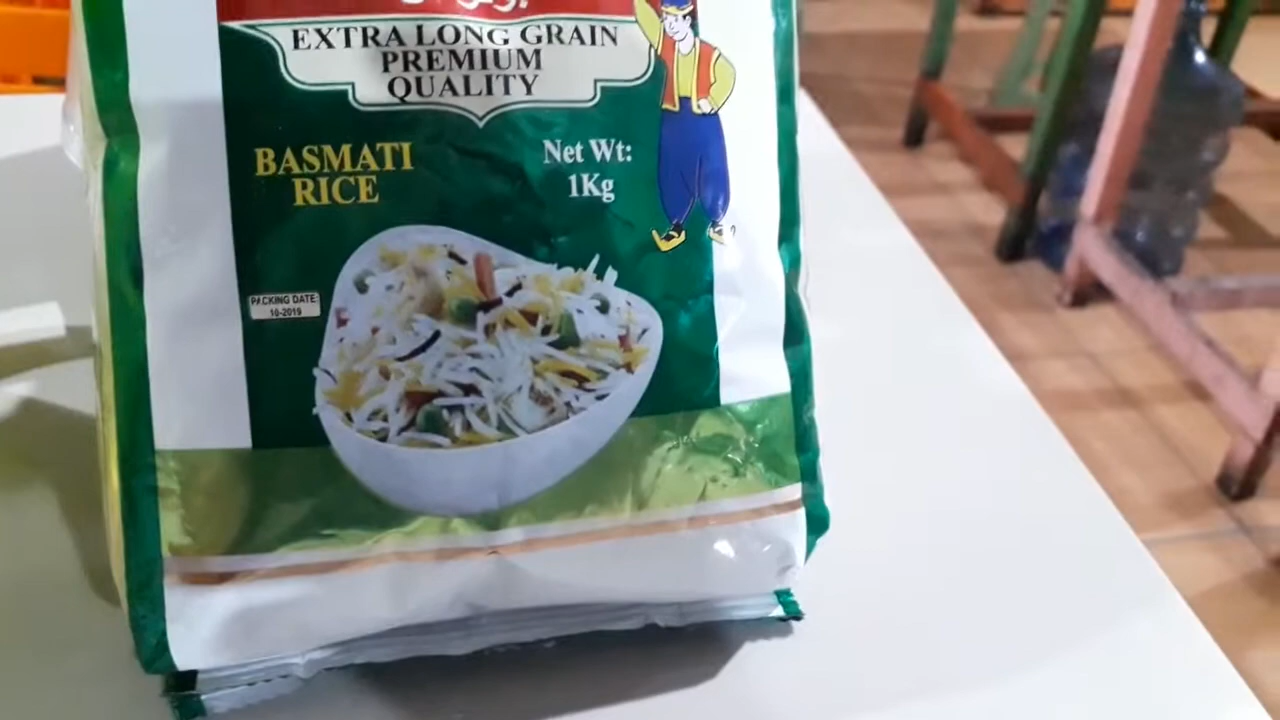 EXTRA LONG GRAIN
PREMIUM
QUALITY
BASMATI
RICE
Net Wt:
1Kg
PACKING DATE:
10-2019